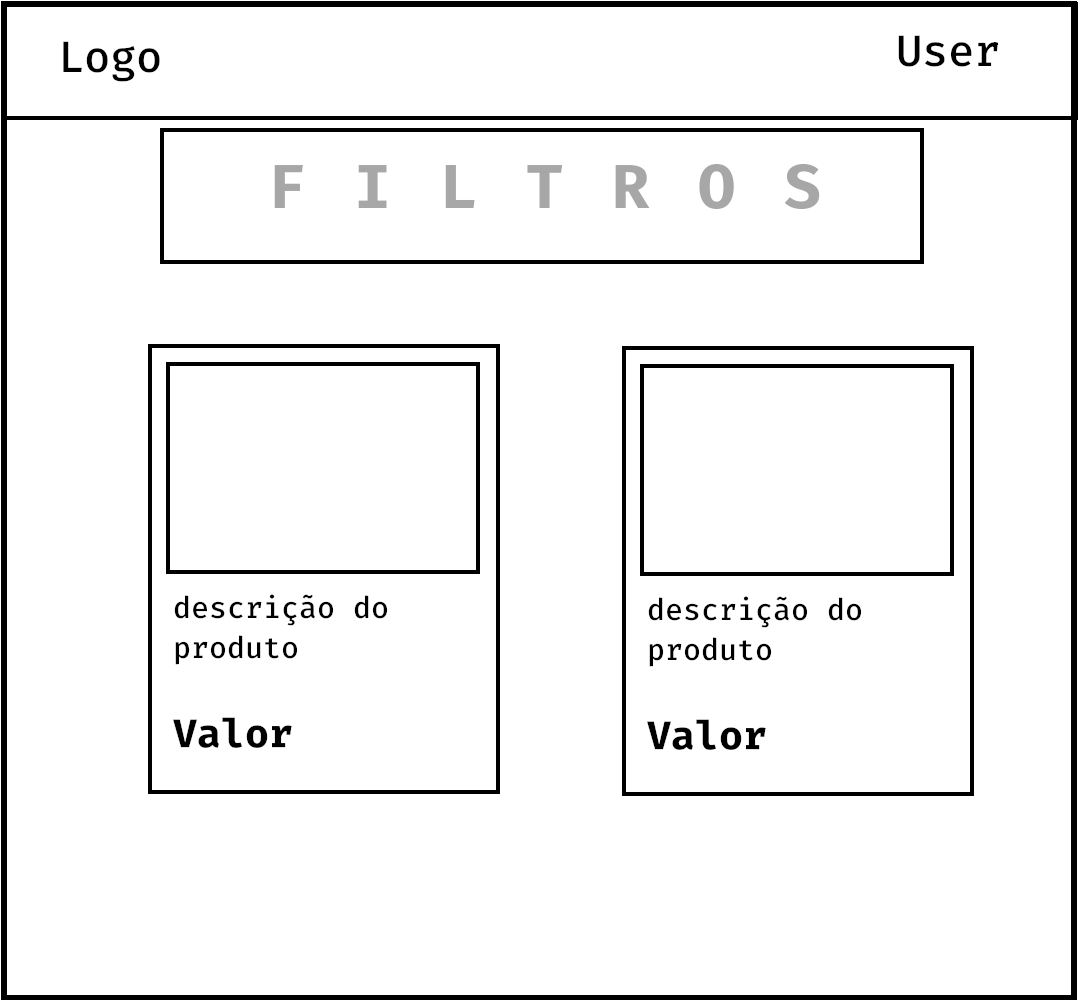 Logo
User
F I L T R O S
descrição do
produto
Valor
descrição do
produto
Valor